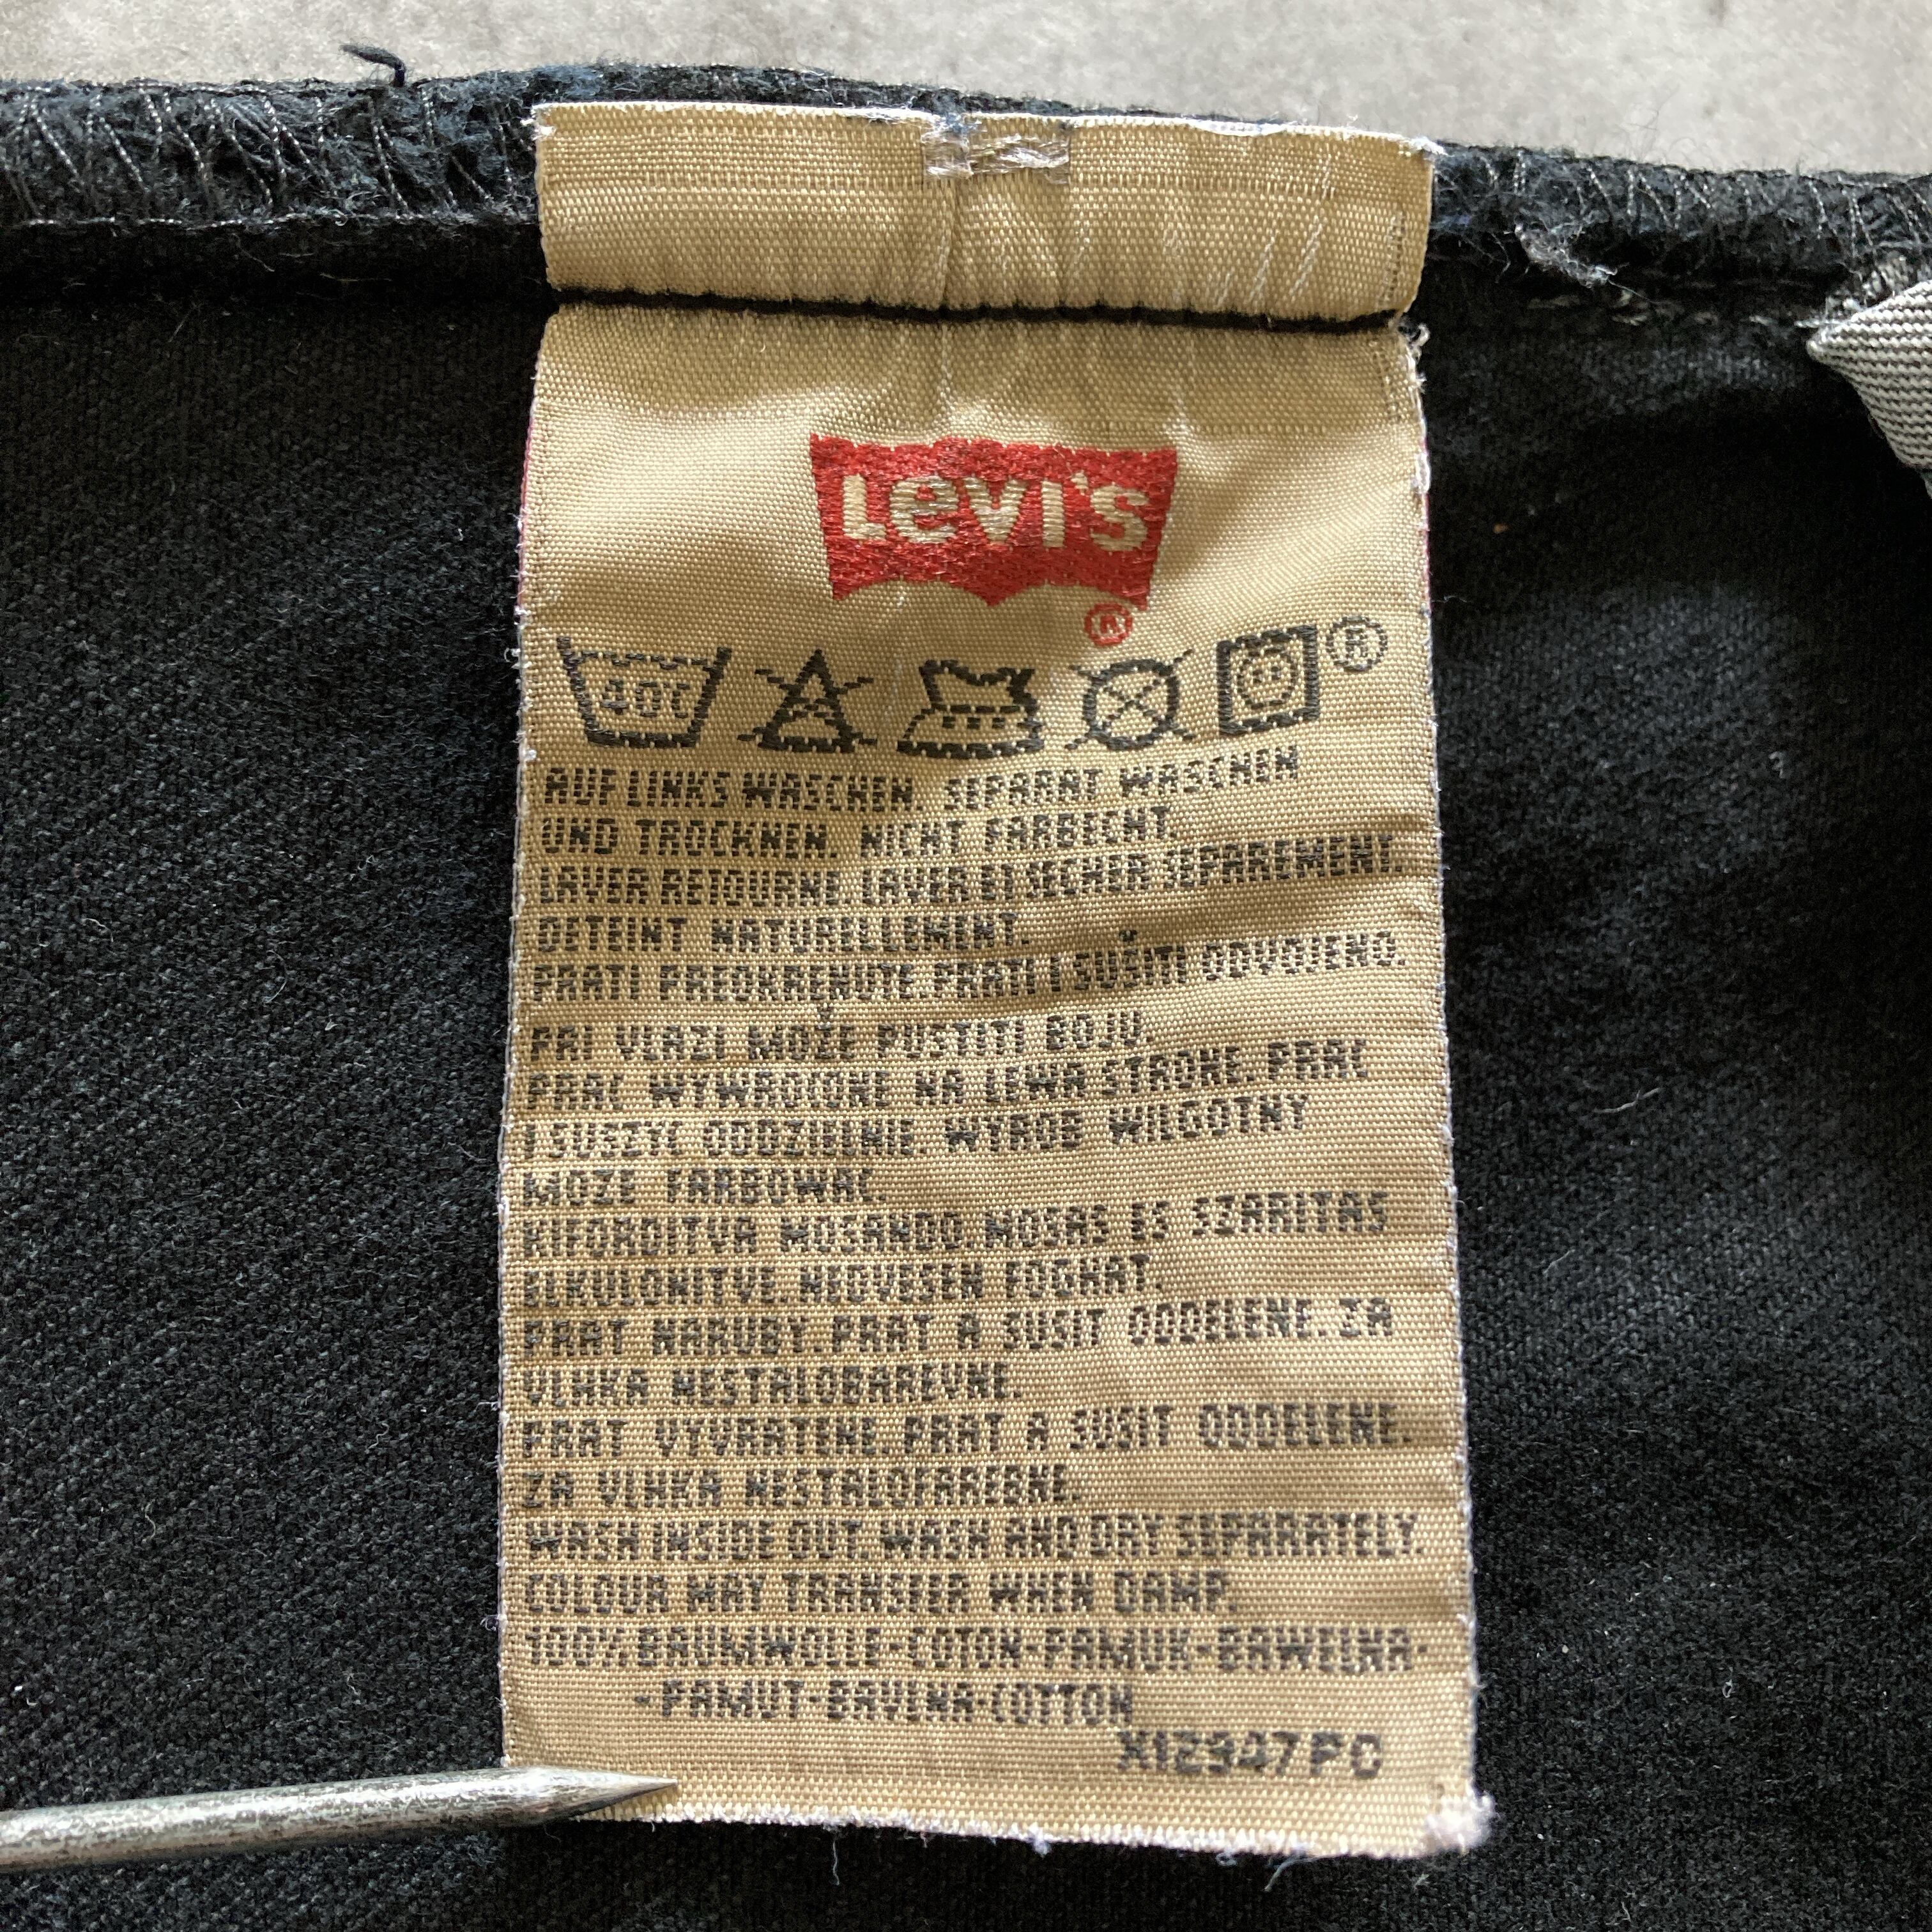 Levi's
®
40C ®
AUF LINKS WASCHEN. SEPARAT WASCHEN
UND TROCKNEN. NICHT FARBECHT.
LAVER RETOURNE. LAVER ET SECHER SEPAREMENT.
DETEINT NATURELLEMENT.
PRATI PREOKRENUTE. PRATI I SUŠITI ODVOJENO.
PRI VLAZI MOŽE PUSTITI BOJU.
PRAC WYWROCONE NA LEWA STRONE. PRAC
I SUSZYC ODDZIELNIE. WYROB WILGOTNY
MOZE FARBOWAC.
KIFORDITVA MOSANDO. MOSAS ES SZARITAS
ELKULONITVE. NEDVESEN FOGHAT.
PRAT NARUBY. PRAT A SUSIT ODDELENE. ZA
VLHKA NESTALOBAREVNE.
PRAT VYVRATENE. PRAT A SUSIT ODDELENE.
ZA VLHKA NESTALOFAREBNE.
WASH INSIDE OUT. WASH AND DRY SEPARATELY.
COLOUR MAY TRANSFER WHEN DAMP.
100% BAUMWOLLE-COTON-PAMUK-BAWELNA-
-PAMUT-BAVLNA-COTTON
X12947PC